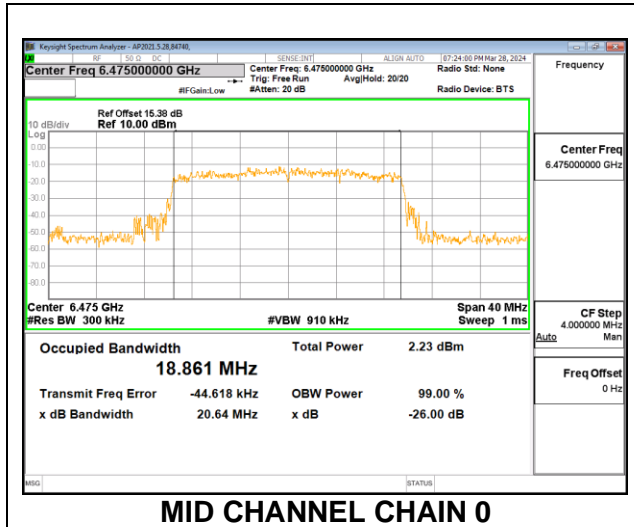 Keysight Spectrum Analyzer - AP2021.5.28,84740,
RF 50 Ω DC SENSE:INT ALIGN AUTO 07:24:00 PM Mar 28, 2024
Center Freq 6.475000000 GHz
Center Freq: 6.475000000 GHz Radio Std: None
Trig: Free Run Avg|Hold: 20/20
#IFGain:Low #Atten: 20 dB Radio Device: BTS
Frequency
Ref Offset 15.38 dB
10 dB/div Ref 10.00 dBm
Log
0.00
-10.0
-20.0
-30.0
-40.0
-50.0
-60.0
-70.0
-80.0
Center Freq
6.475000000 GHz
Center 6.475 GHz Span 40 MHz
#Res BW 300 kHz #VBW 910 kHz Sweep 1 ms
CF Step
4.000000 MHz
Auto Man
Freq Offset
0 Hz
Occupied Bandwidth Total Power 2.23 dBm
18.861 MHz
Transmit Freq Error -44.618 kHz OBW Power 99.00 %
x dB Bandwidth 20.64 MHz x dB -26.00 dB
MSG STATUS
MID CHANNEL CHAIN 0